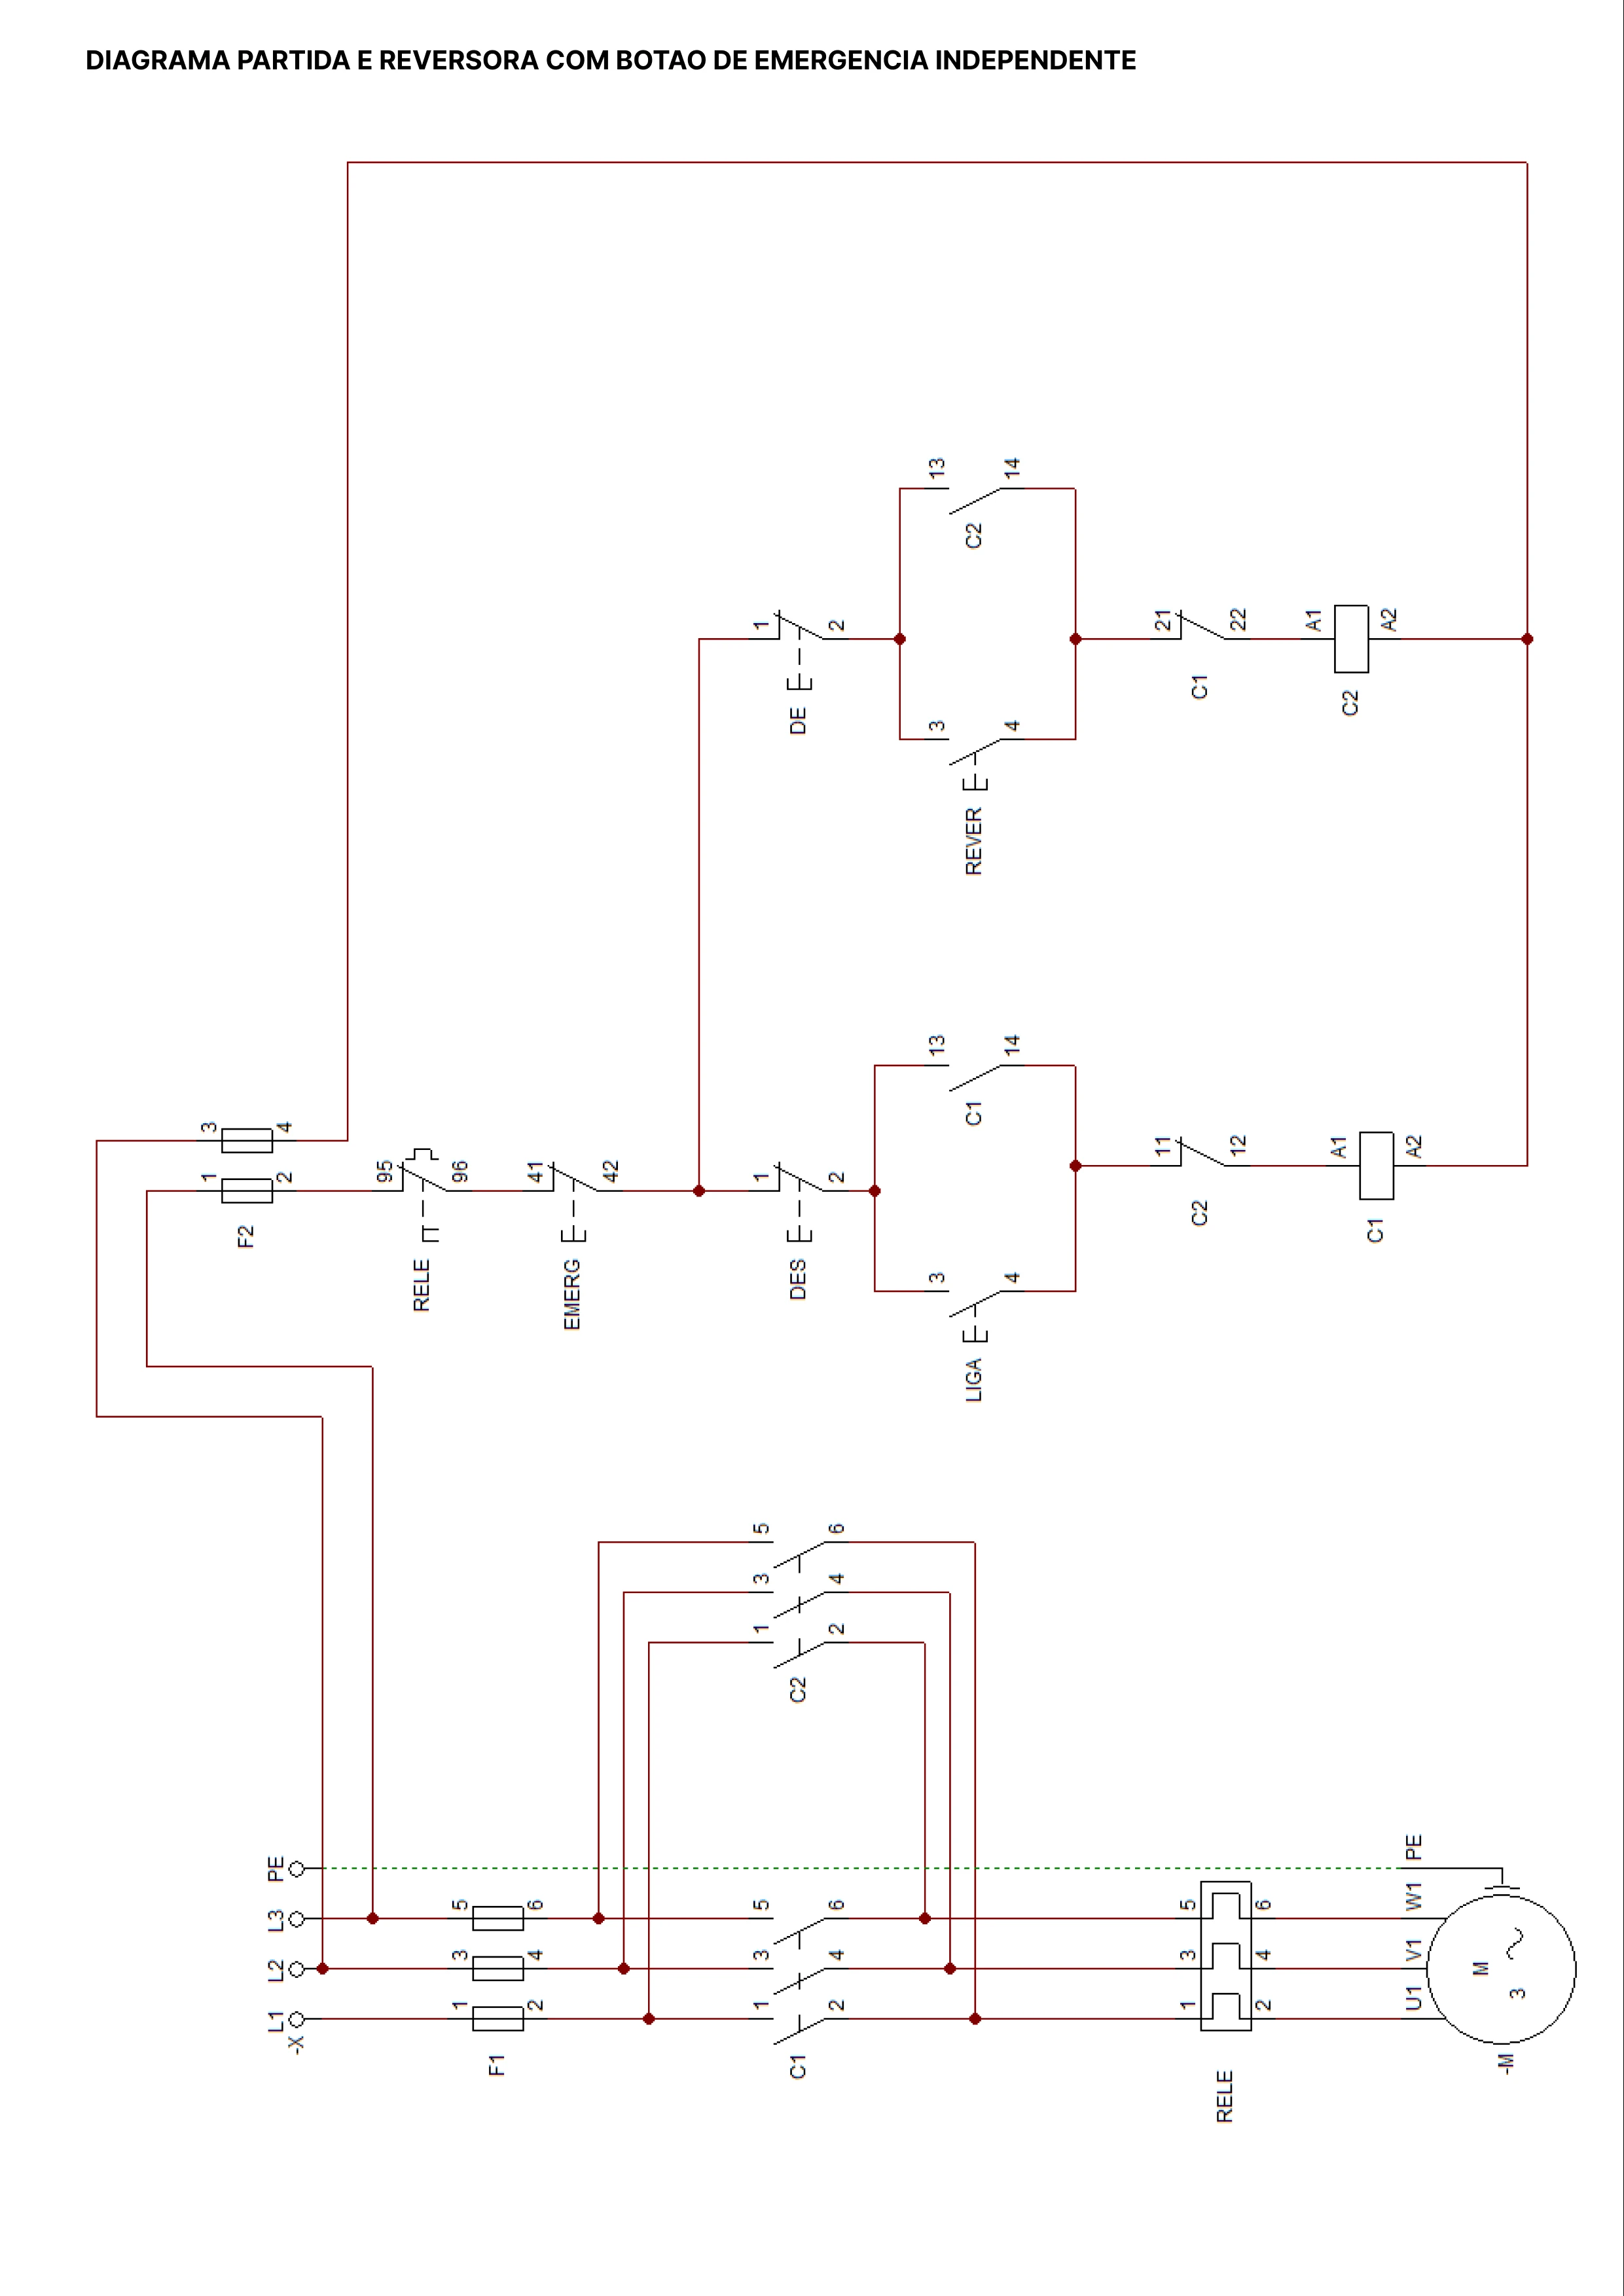 DIAGRAMA PARTIDA E REVERSORA COM BOTAO DE EMERGENCIA INDEPENDENTE
1 3
F2
L1 L2 L3 PE
2 4
-X
95
RELE
1 3 5 96
F1
2 4 6 41
EMERG
42
1 3 5 1 3 5 1 1
C1 C2 DES DE
2 4 6 2 4 6 2 2
3 13 3 13
LIGA C1 REVER C2
4 14 4 14
11 21
1 3 5
C2 C1
RELE
12 22
2 4 6
A1
A1
C2
C1
A2
U1 V1 W1 PE A2
M
-M
3